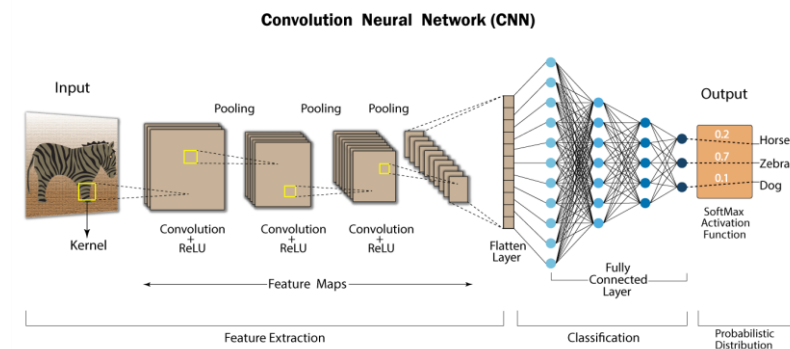 Convolution Neural Network (CNN)
Input
Output
Pooling
Pooling
Pooling
Kernel
Convolution
+
ReLU
Convolution
+
ReLU
Convolution
+
ReLU
Flatten
Layer
0.2
Horse
0.7
Zebra
0.1
Dog
SoftMax
Activation
Function
Feature Maps
Fully
Connected
Layer
Feature Extraction
Classification
Probabilistic
Distribution